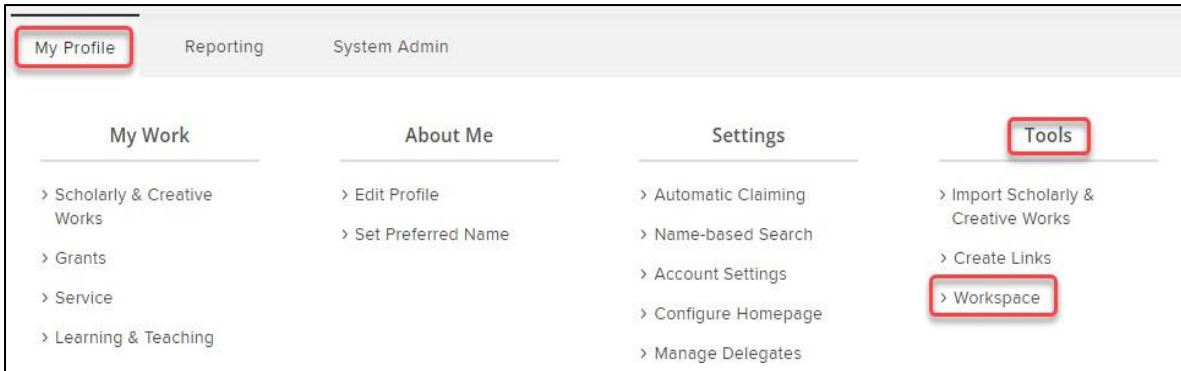 My Profile Reporting System Admin
My Work
> Scholarly & Creative
Works
> Grants
> Service
> Learning & Teaching
About Me
> Edit Profile
> Set Preferred Name
Settings
> Automatic Claiming
> Name-based Search
> Account Settings
> Configure Homepage
> Manage Delegates
Tools
> Import Scholarly &
Creative Works
> Create Links
> Workspace